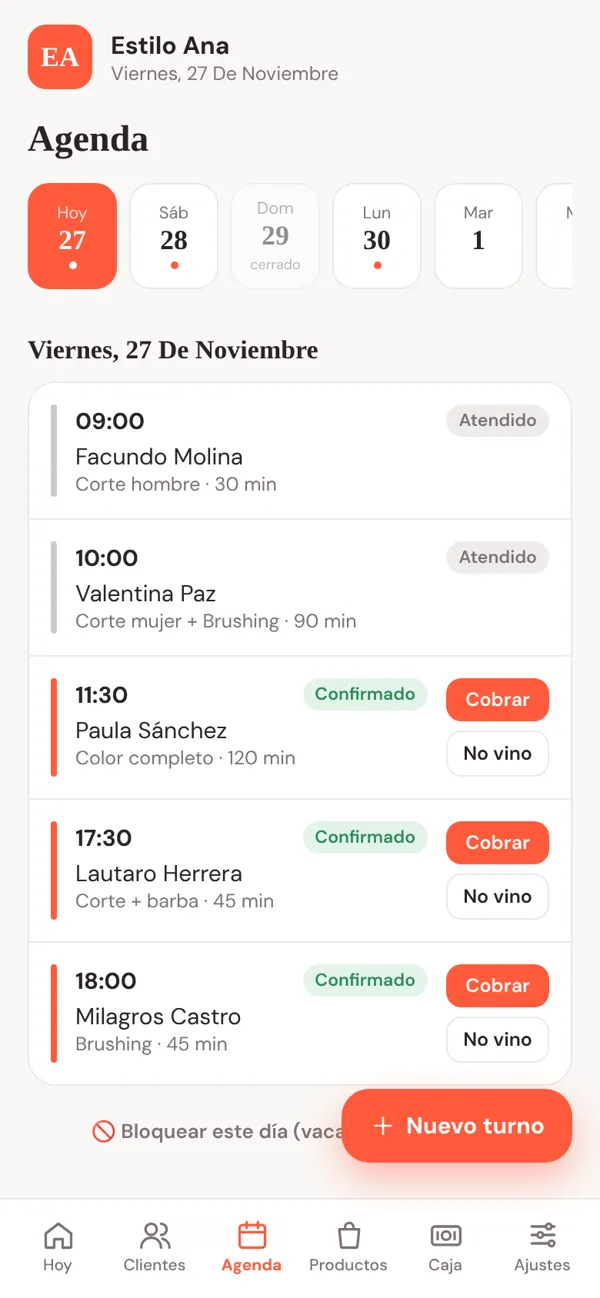 EA
Estilo Ana
Viernes, 27 De Noviembre
Agenda
Hoy
27
Sáb
28
Dom
29
cerrado
Lun
30
Mar
1
Viernes, 27 De Noviembre
09:00
Atendido
Facundo Molina
Corte hombre · 30 min
10:00
Atendido
Valentina Paz
Corte mujer + Brushing · 90 min
11:30
Confirmado
Cobrar
Paula Sánchez
Color completo · 120 min
No vino
17:30
Confirmado
Cobrar
Lautaro Herrera
Corte + barba · 45 min
No vino
18:00
Confirmado
Cobrar
Milagros Castro
Brushing · 45 min
No vino
🚫 Bloquear este día (vaca
+ Nuevo turno
Hoy
Clientes
Agenda
Productos
Caja
Ajustes